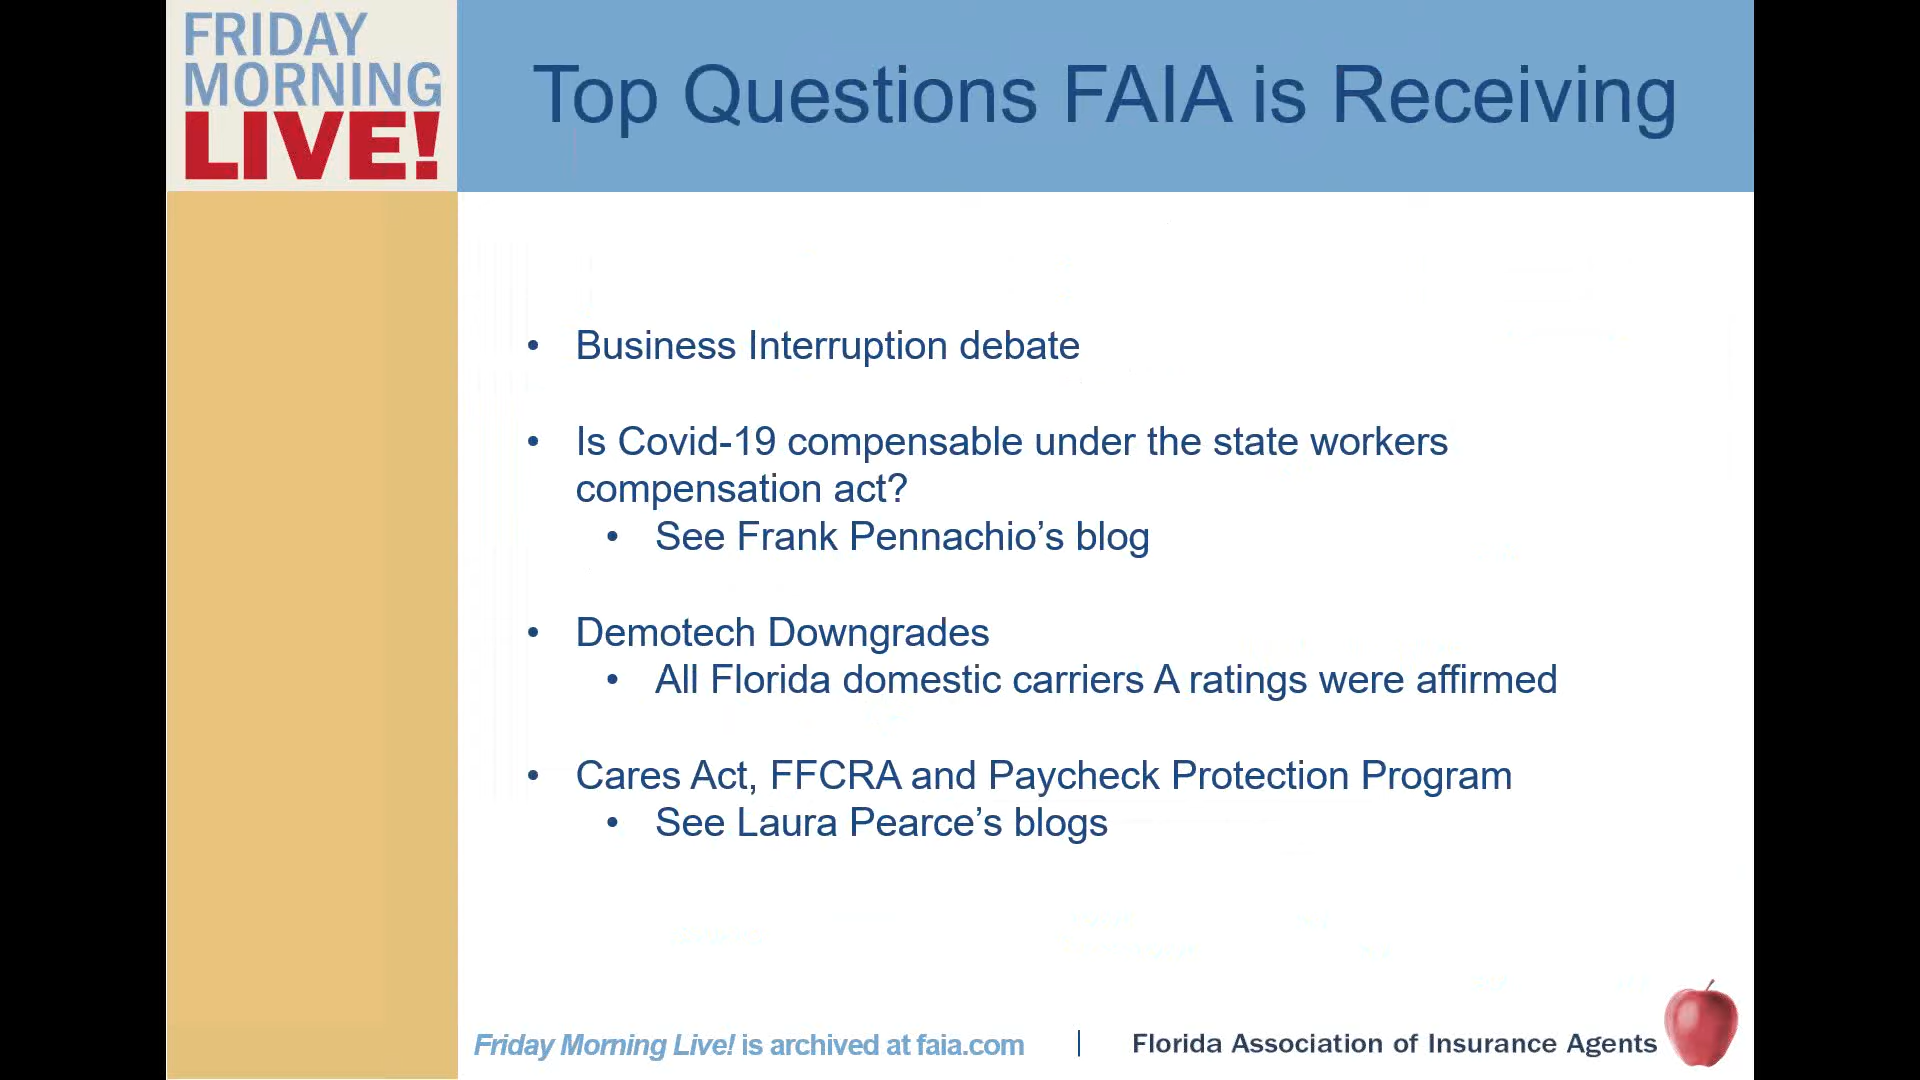 FRIDAY
MORNING
LIVE!
Top Questions FAIA is Receiving
• Business Interruption debate
• Is Covid-19 compensable under the state workers
compensation act?
• See Frank Pennachio’s blog
• Demotech Downgrades
• All Florida domestic carriers A ratings were affirmed
• Cares Act, FFCRA and Paycheck Protection Program
• See Laura Pearce’s blogs
Friday Morning Live! is archived at faia.com | Florida Association of Insurance Agents